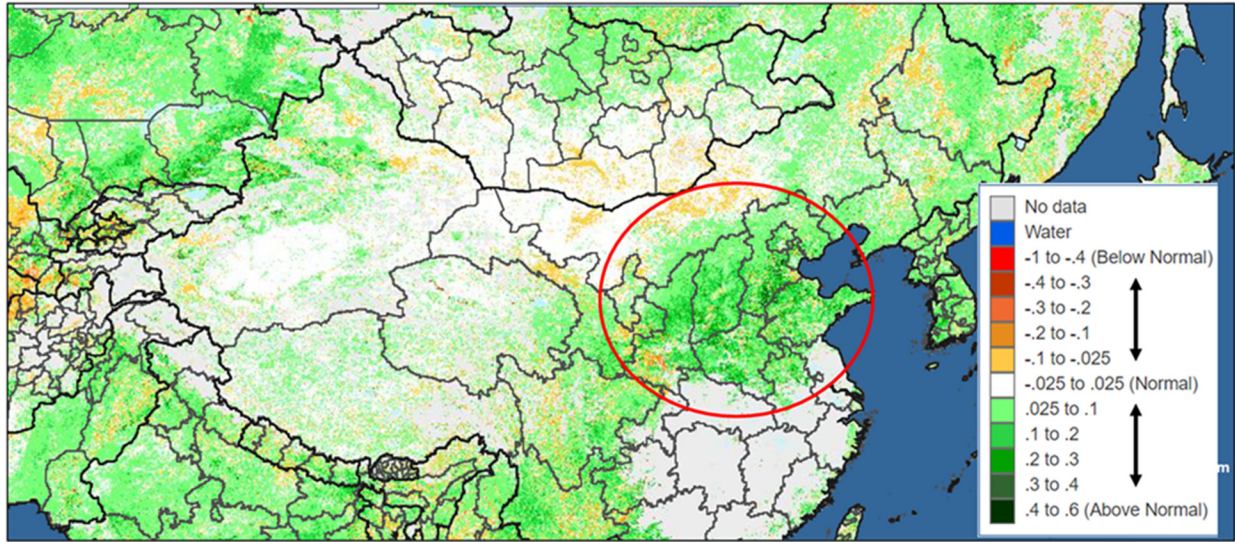 No data
Water
-1 to -.4 (Below Normal)
-.4 to -.3
-.3 to -.2
-.2 to -.1
-.1 to -.025
-.025 to .025 (Normal)
.025 to .1
.1 to .2
.2 to .3
.3 to .4
.4 to .6 (Above Normal)
m